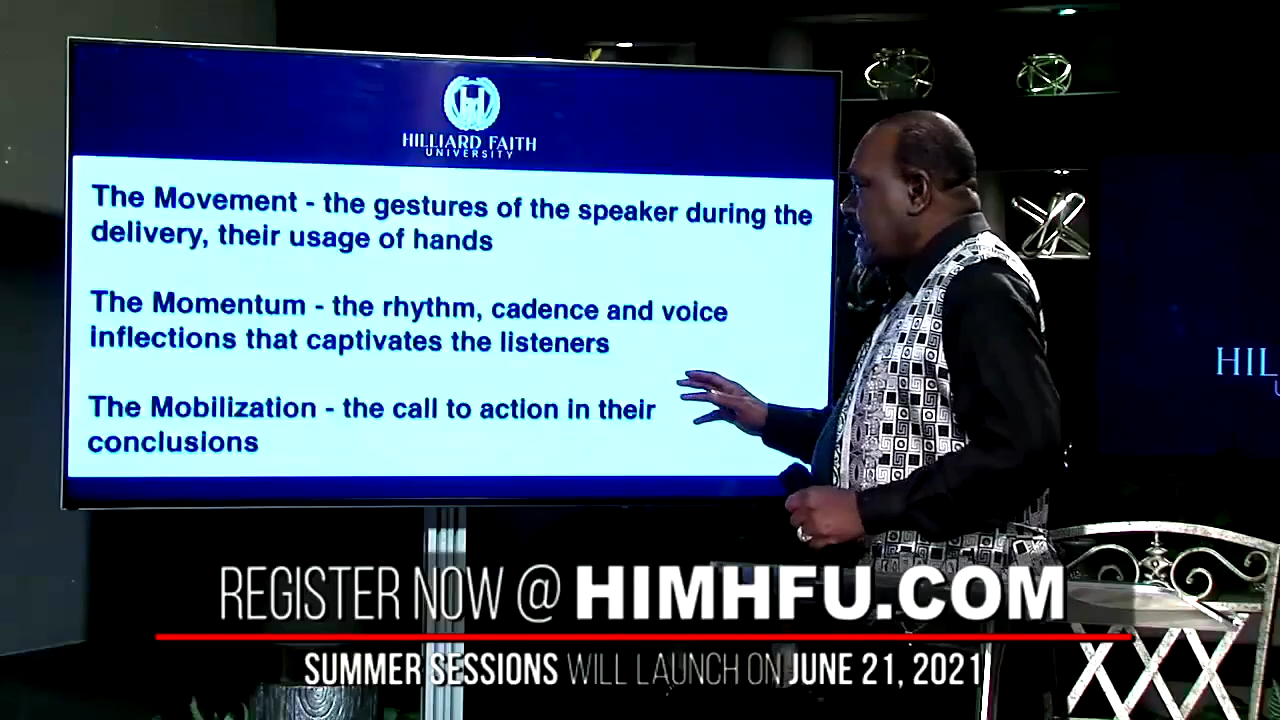 HILLIARD FAITH
UNIVERSITY
The Movement - the gestures of the speaker during the
delivery, their usage of hands
The Momentum - the rhythm, cadence and voice
inflections that captivates the listeners
The Mobilization - the call to action in their
conclusions
HIL
REGISTER NOW @ HIMHFU.COM
SUMMER SESSIONS WILL LAUNCH ON JUNE 21, 2021